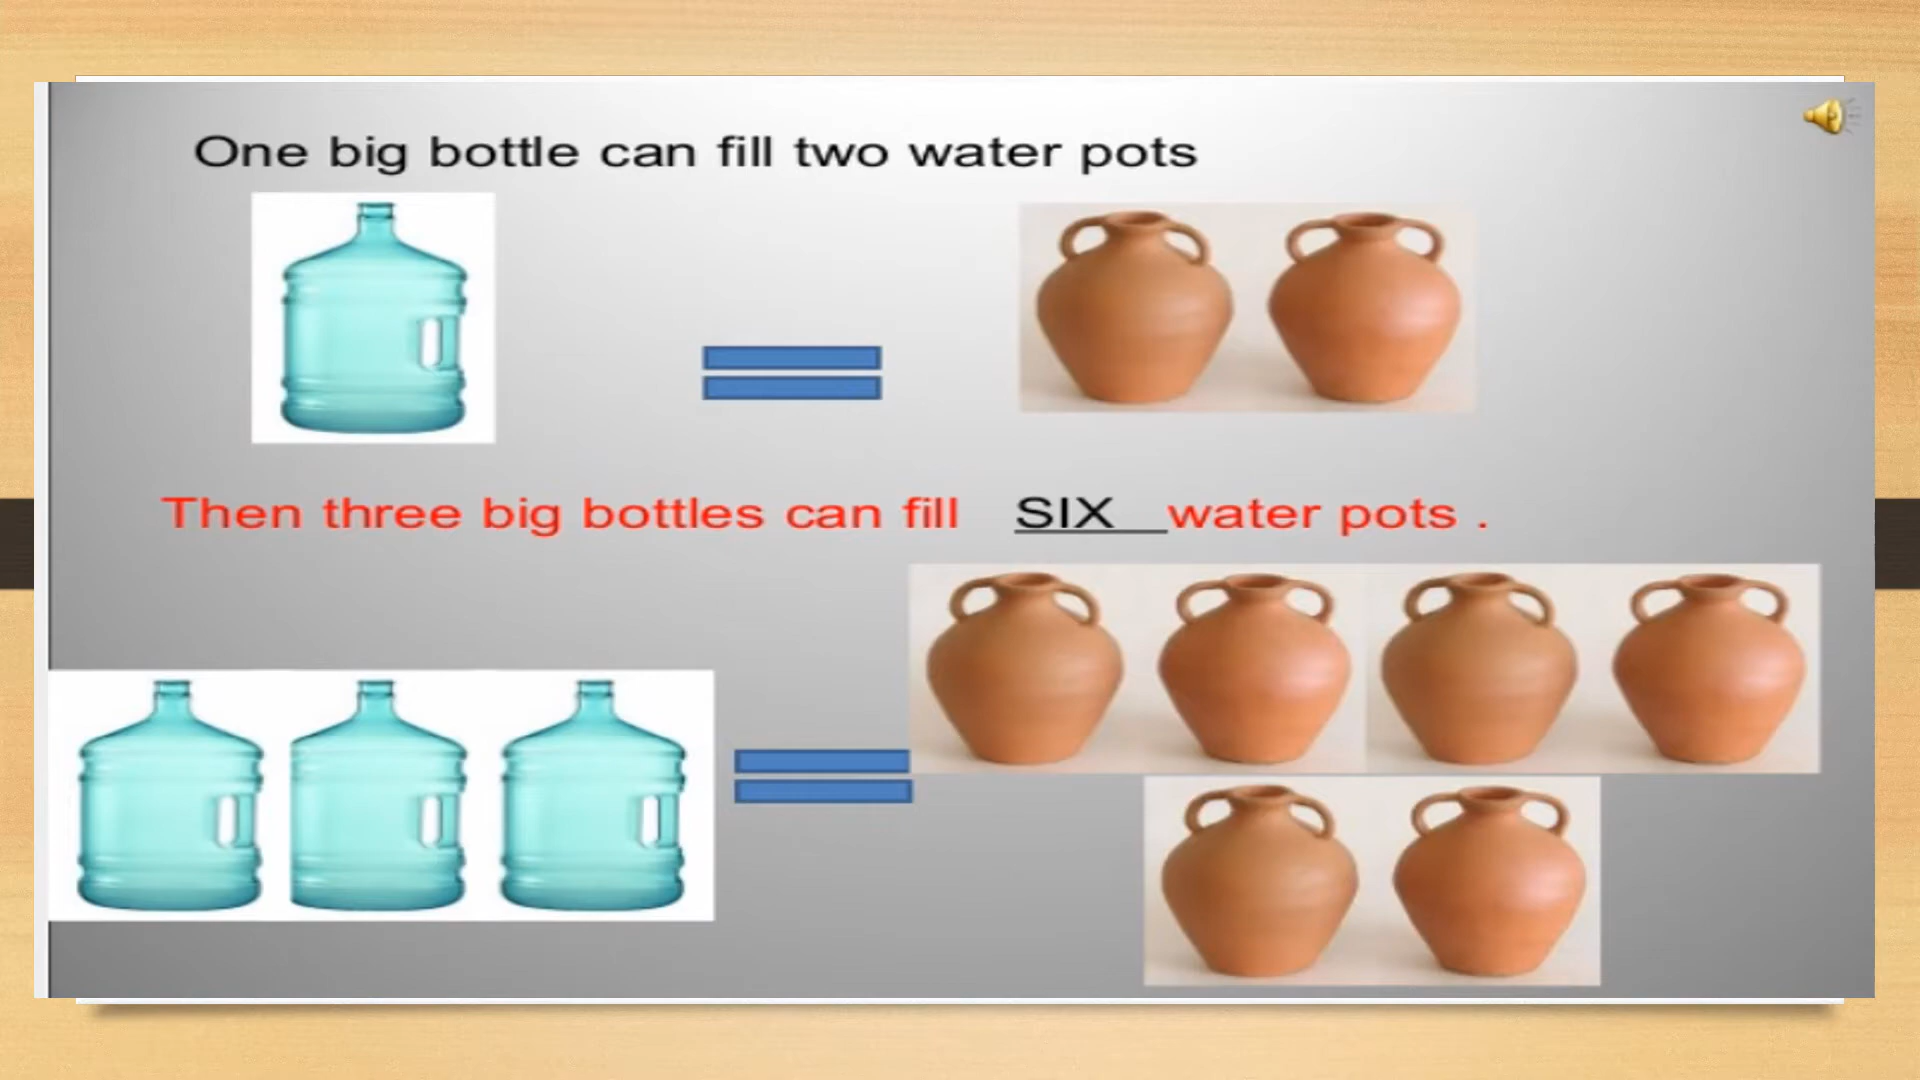 One big bottle can fill two water pots
Then three big bottles can fill SIX water pots .